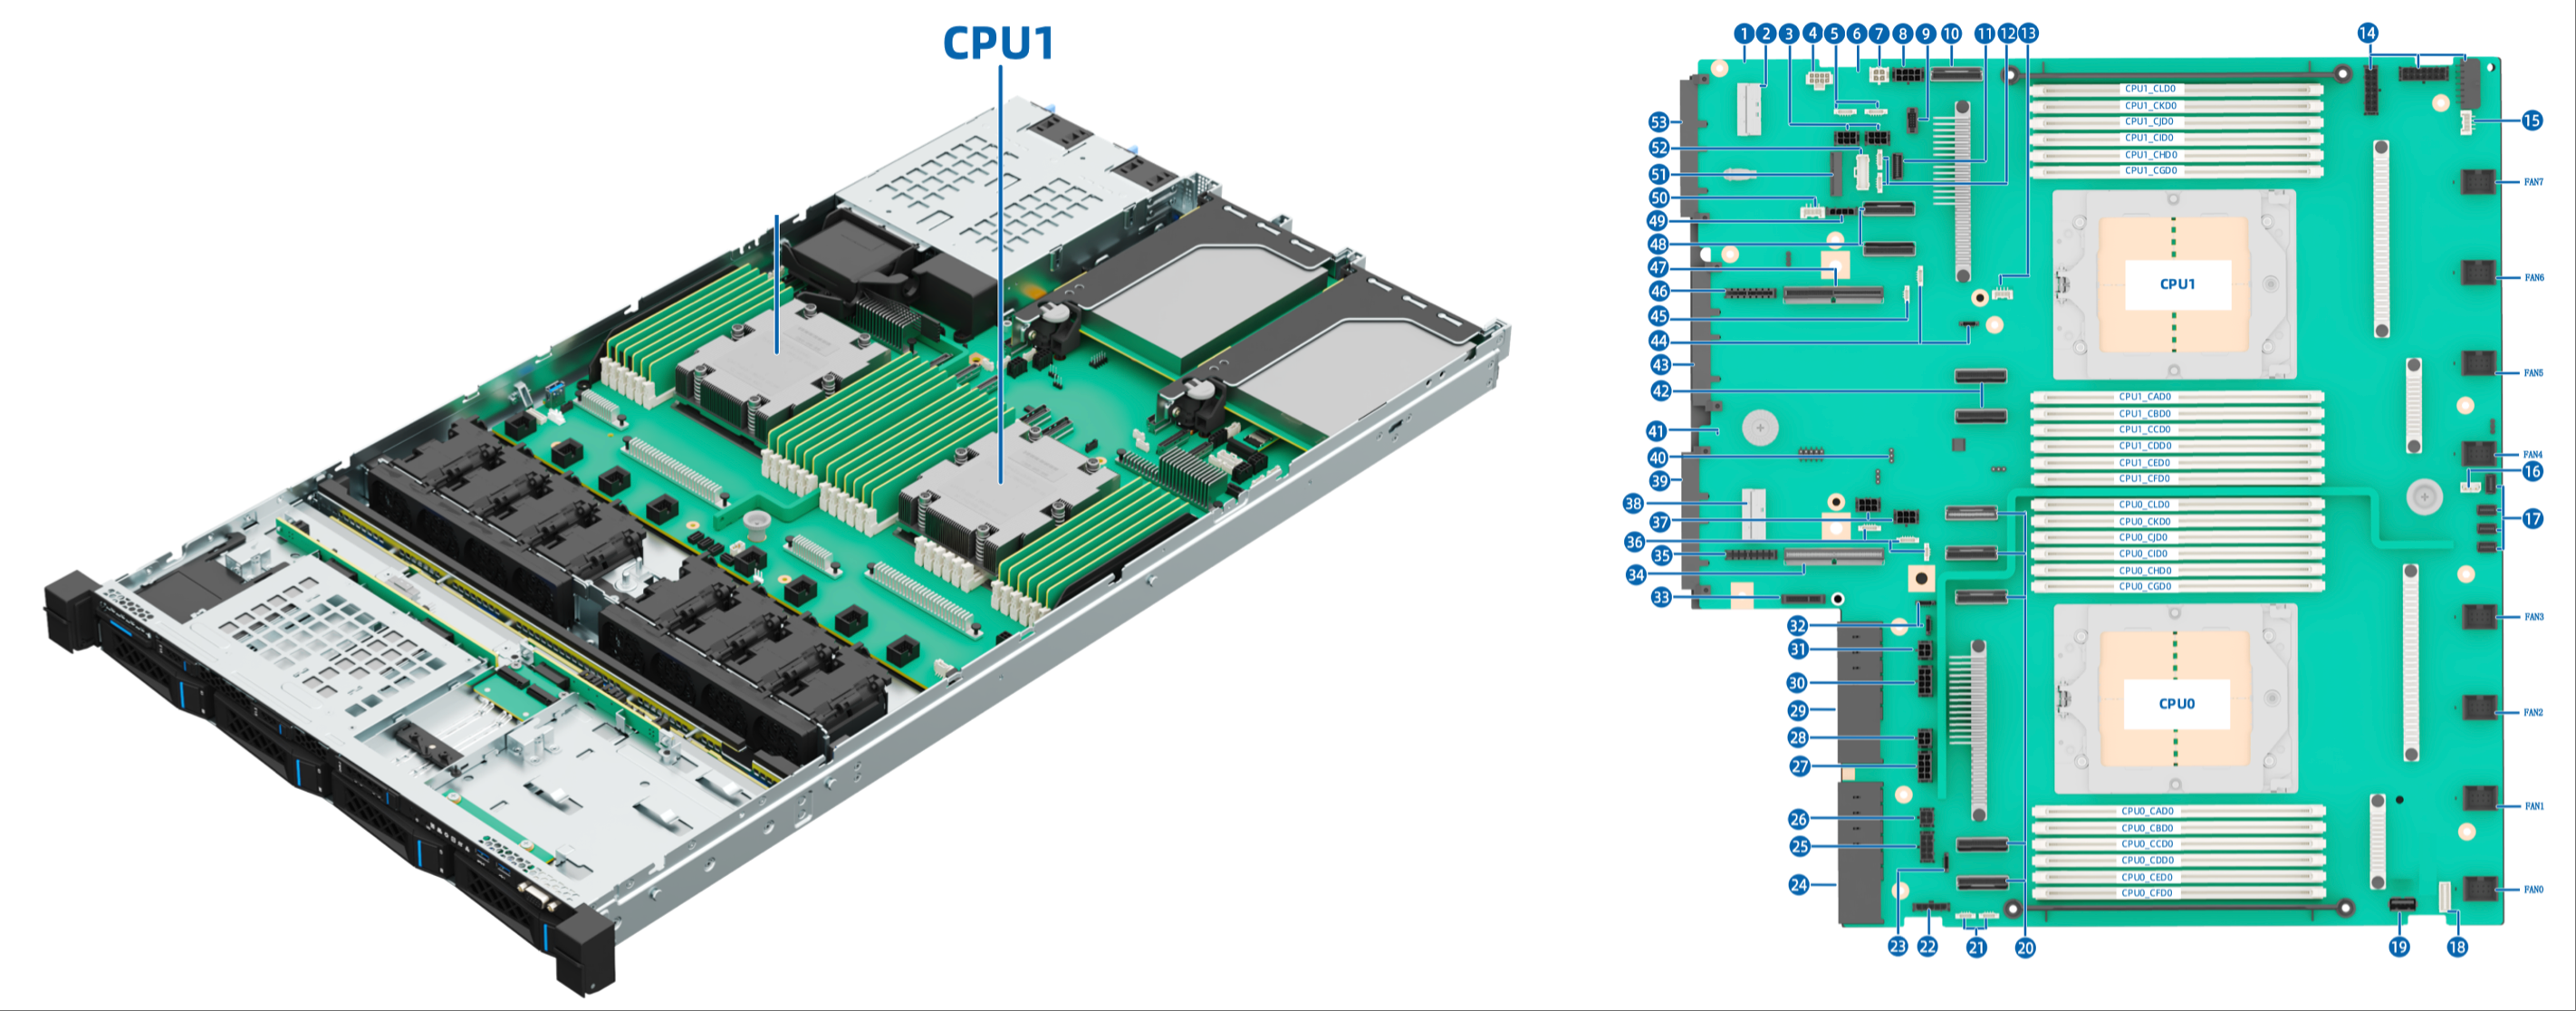 CPU1
1 2 3 4 5 6 7 8 9 10 11 12 13 14
CPU1_CLD0
CPU1_CKD0
CPU1_CJD0
CPU1_CID0
CPU1_CHD0
CPU1_CGD0
15
FAN7
FAN6
FAN5
FAN4
16
17
53
52
51
50
49
48
47
46
45
44
43
42
41
40
39
38
37
36
35
34
33
CPU1
CPU1_CAD0
CPU1_CBD0
CPU1_CCD0
CPU1_CDD0
CPU1_CED0
CPU1_CFD0
CPU0_CLD0
CPU0_CKD0
CPU0_CJD0
CPU0_CID0
CPU0_CHD0
CPU0_CGD0
32
31
30
29
28
27
26
25
24
CPU0
FAN3
FAN2
FAN1
FAN0
CPU0_CAD0
CPU0_CBD0
CPU0_CCD0
CPU0_CDD0
CPU0_CED0
CPU0_CFD0
23 22 21 20 19 18